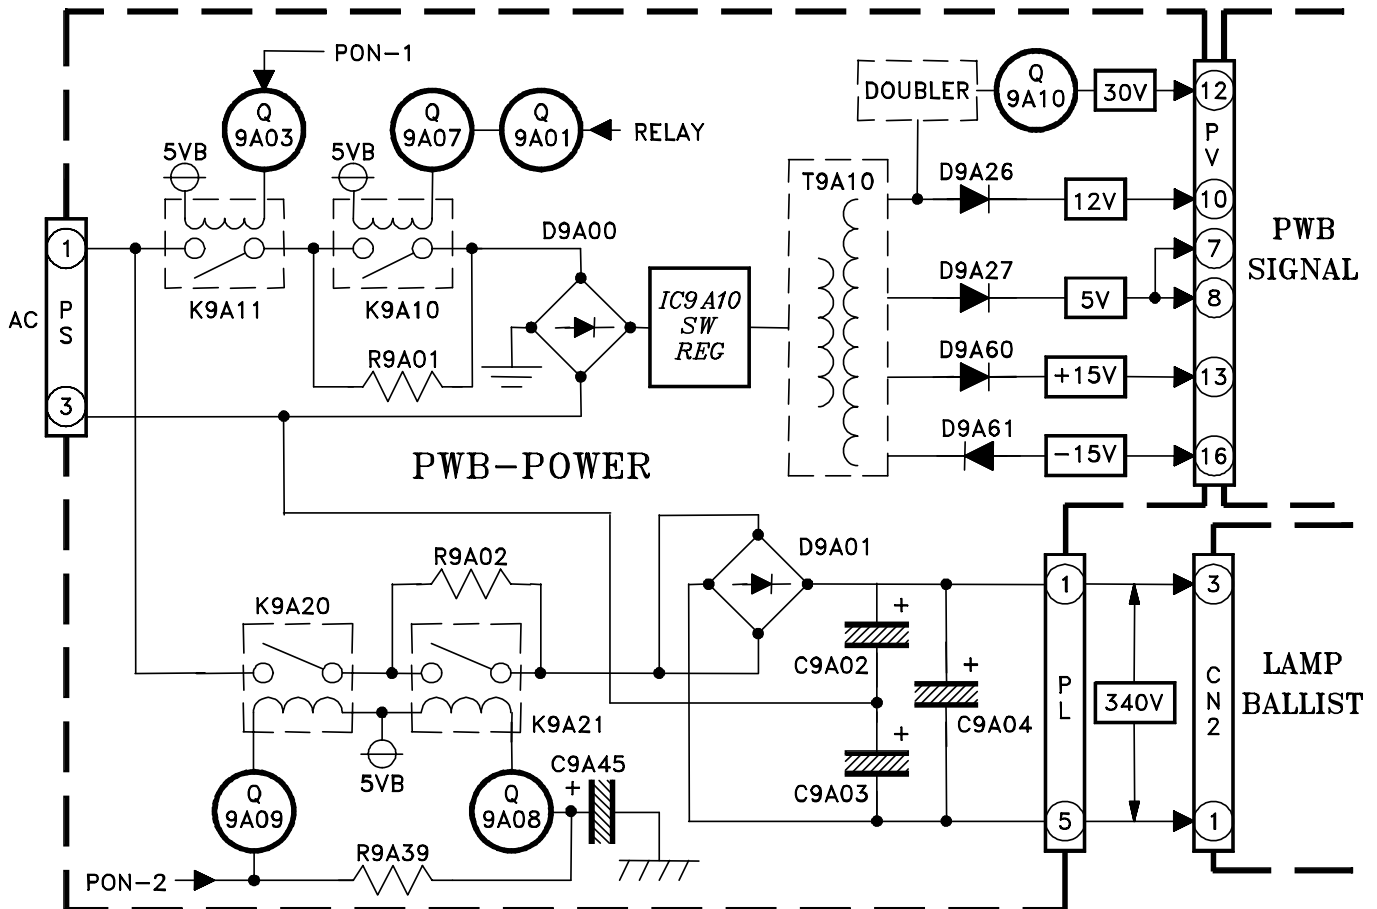 PON-1
Q
9A03
Q
9A07
Q
9A01
RELAY
5VB
5VB
K9A11
K9A10
R9A01
D9A00
IC9A10
SW
REG
T9A10
DOUBLER
Q
9A10
30V
12
P
V
D9A26
12V
10
7
D9A27
5V
8
D9A60
+15V
13
D9A61
-15V
16
PWB
SIGNAL
AC
1
P
S
3
PWB-POWER
R9A02
K9A20
K9A21
5VB
Q
9A09
Q
9A08
C9A45
+
R9A39
PON-2
D9A01
+
C9A02
+
C9A04
+
C9A03
1
P
L
5
340V
3
C
N
2
1
LAMP
BALLIST